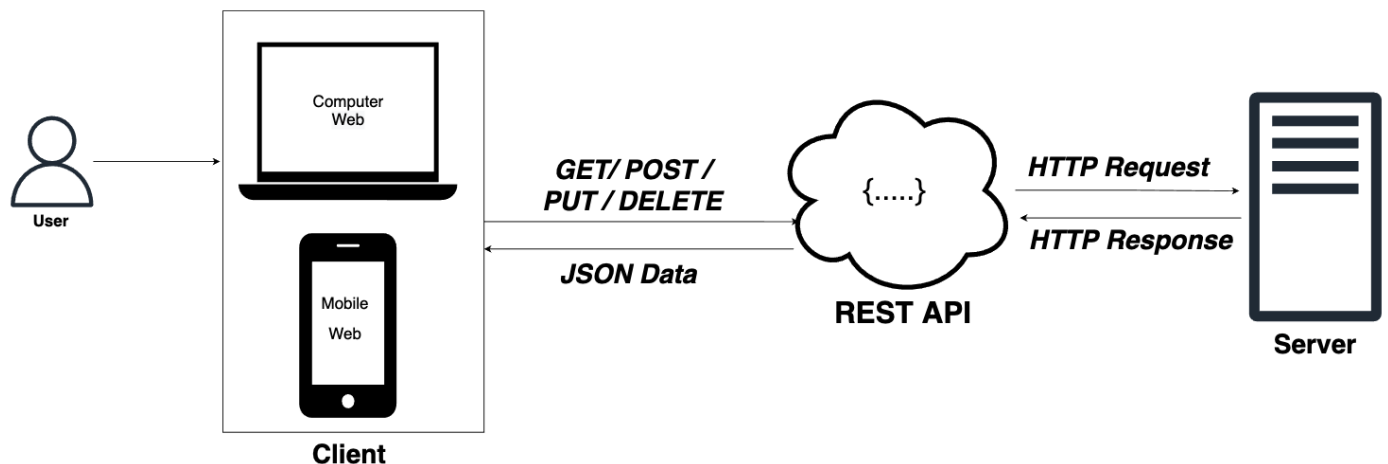 User
Computer
Web
Mobile
Web
Client
GET/ POST /
PUT / DELETE
JSON Data
{.....}
REST API
HTTP Request
HTTP Response
Server